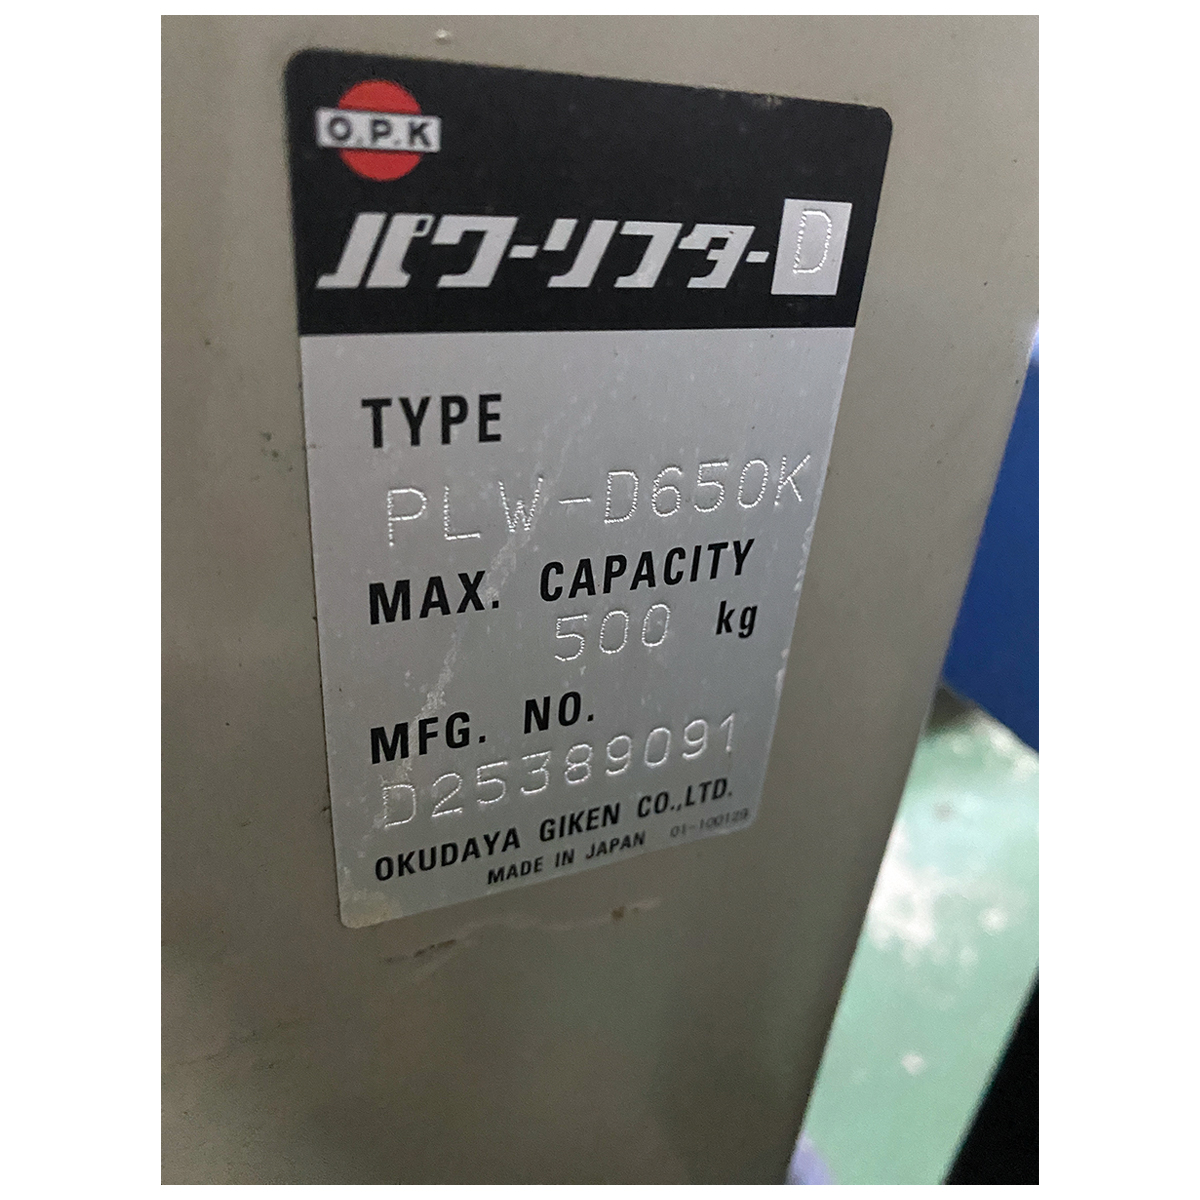 O.P.K
パワーリフターD
TYPE
PLW-D650K
MAX. CAPACITY
500 kg
MFG. NO.
D25389091
OKUDAYA GIKEN CO.,LTD.
MADE IN JAPAN 01-100129